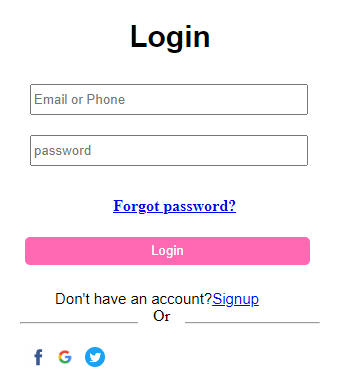 Login
Email or Phone
password
Forgot password?
Login
Don't have an account?Signup
Or